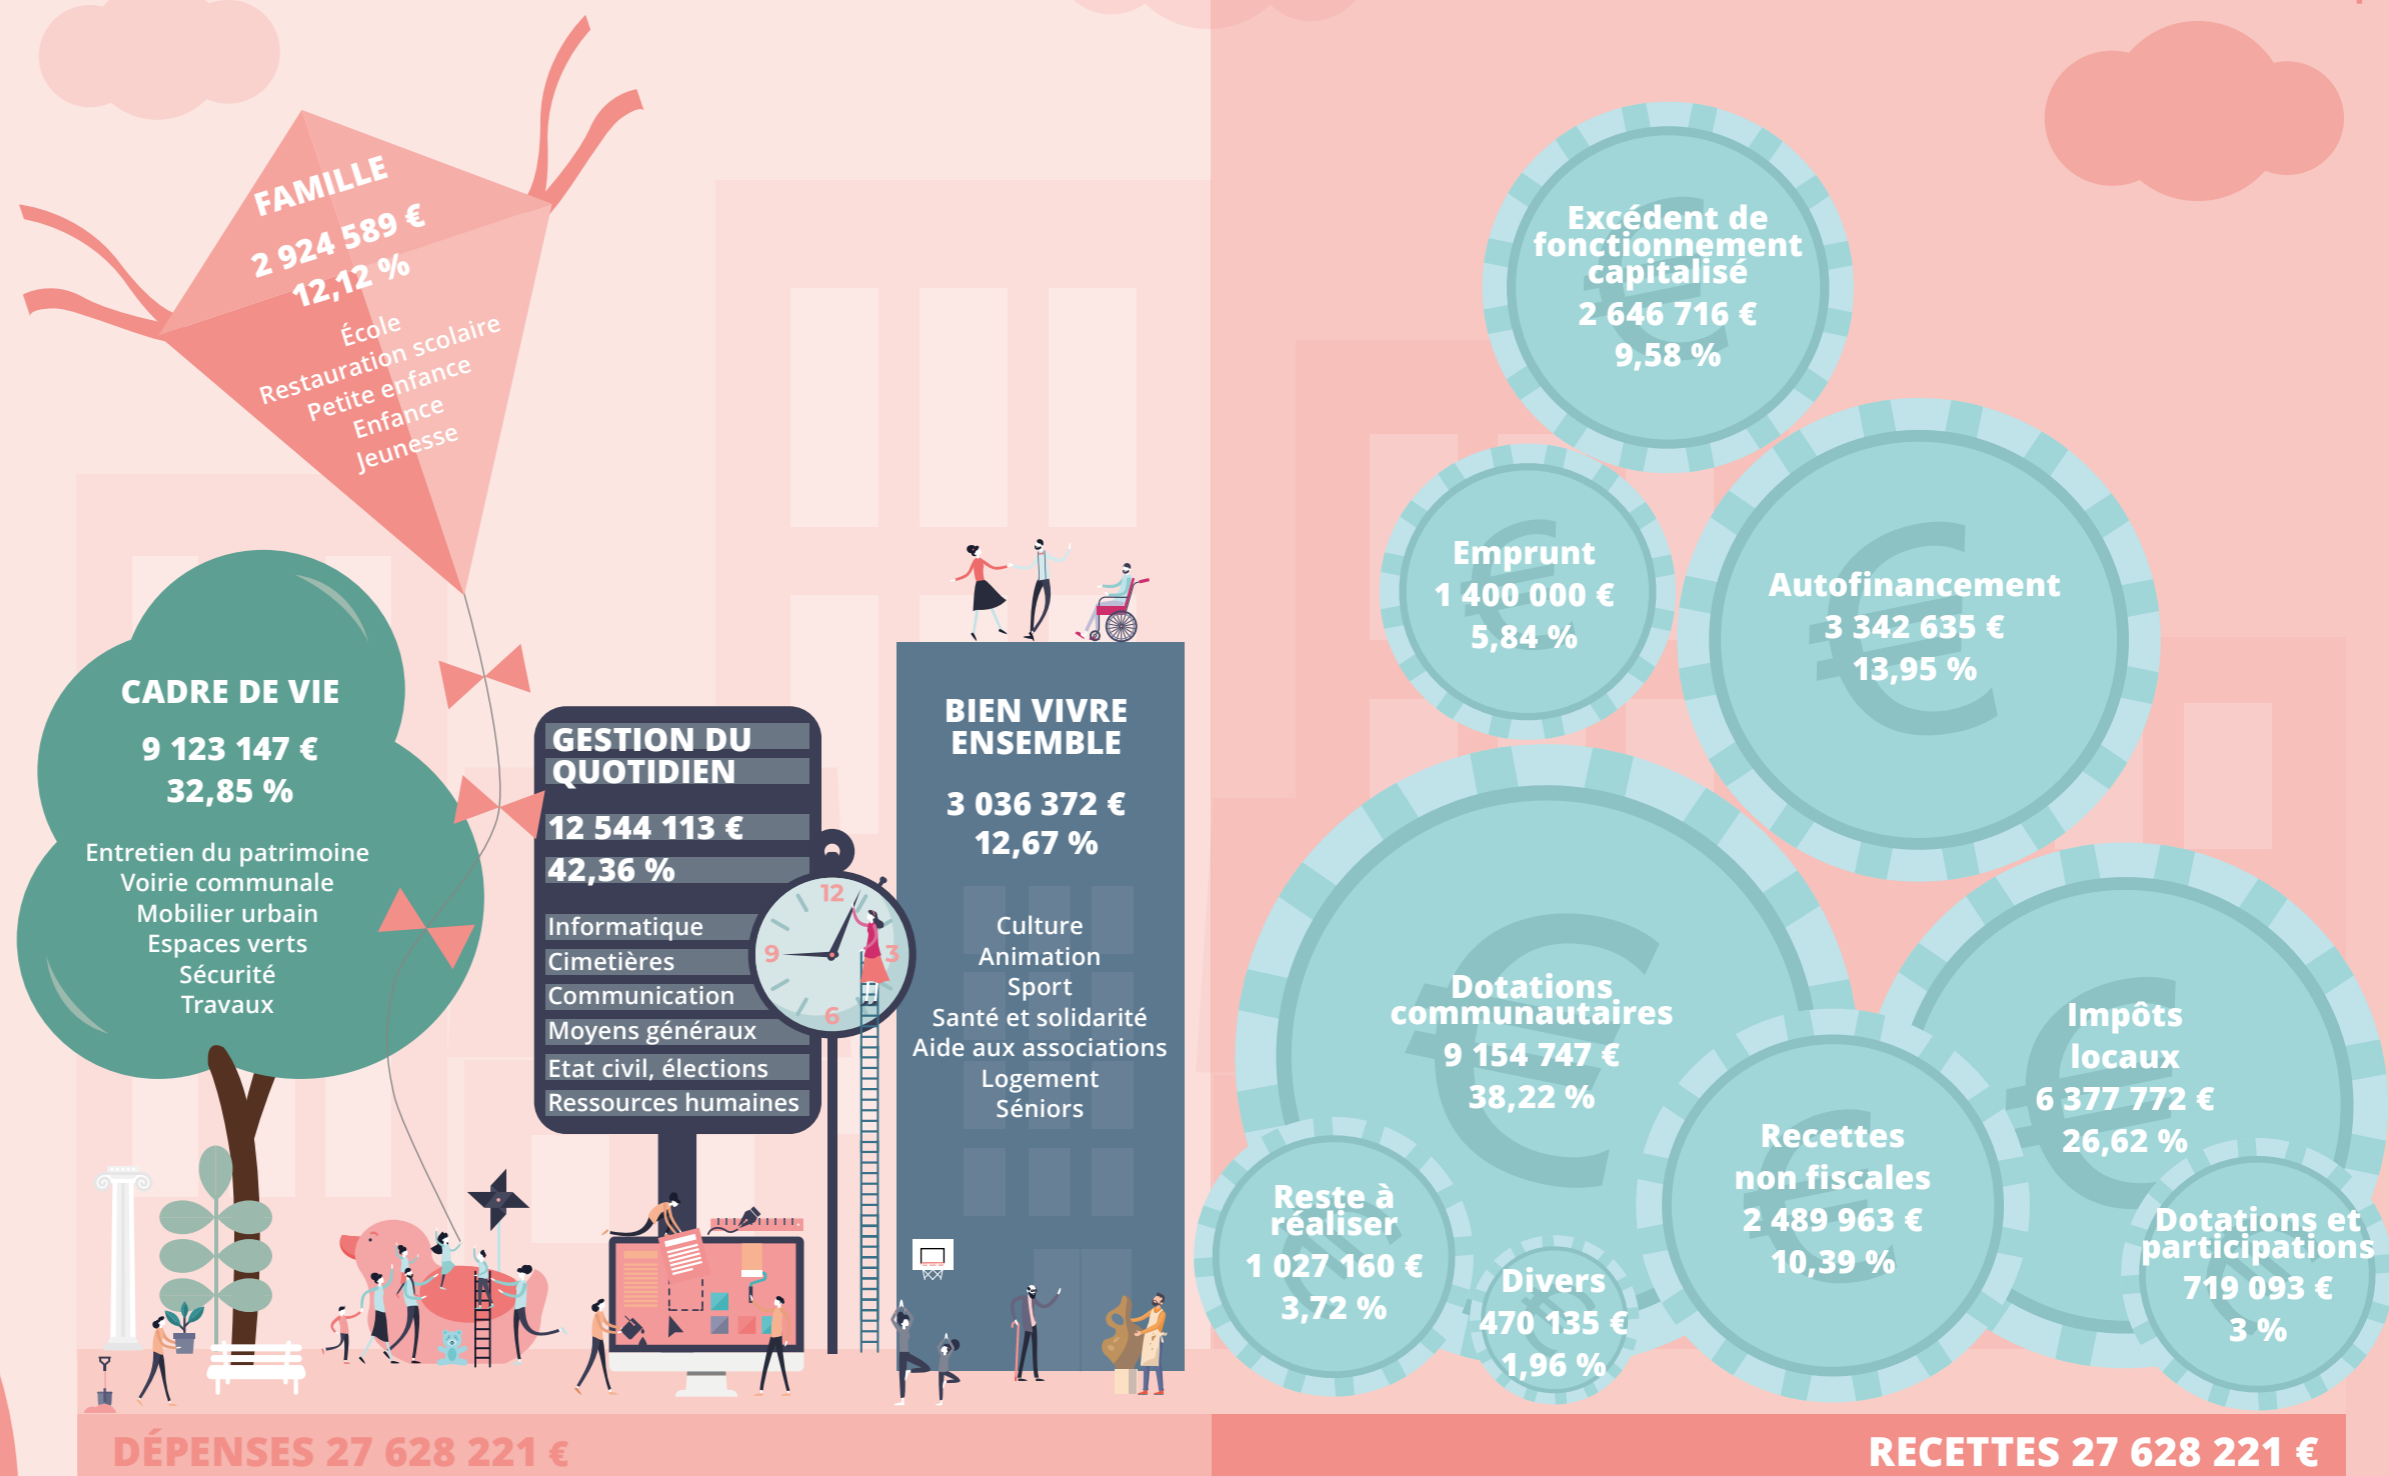 FAMILLE
2 924 589 €
12,12 %
École
Restauration scolaire
Petite enfance
Enfance
Jeunesse
CADRE DE VIE
9 123 147 €
32,85 %
Entretien du patrimoine
Voirie communale
Mobilier urbain
Espaces verts
Sécurité
Travaux
GESTION DU
QUOTIDIEN
12 544 113 €
42,36 %
Informatique
Cimetières
Communication
Moyens généraux
Etat civil, élections
Ressources humaines
12
9
3
6
BIEN VIVRE
ENSEMBLE
3 036 372 €
12,67 %
Culture
Animation
Sport
Santé et solidarité
Aide aux associations
Logement
Séniors
DÉPENSES 27 628 221 €
Excédent de
fonctionnement
capitalisé
2 646 716 €
9,58 %
Emprunt
1 400 000 €
5,84 %
Autofinancement
3 342 635 €
13,95 %
Dotations
communautaires
9 154 747 €
38,22 %
Impôts
locaux
6 377 772 €
26,62 %
Recettes
non fiscales
2 489 963 €
10,39 %
Reste à
réaliser
1 027 160 €
3,72 %
Divers
470 135 €
1,96 %
Dotations et
participations
719 093 €
3 %
RECETTES 27 628 221 €